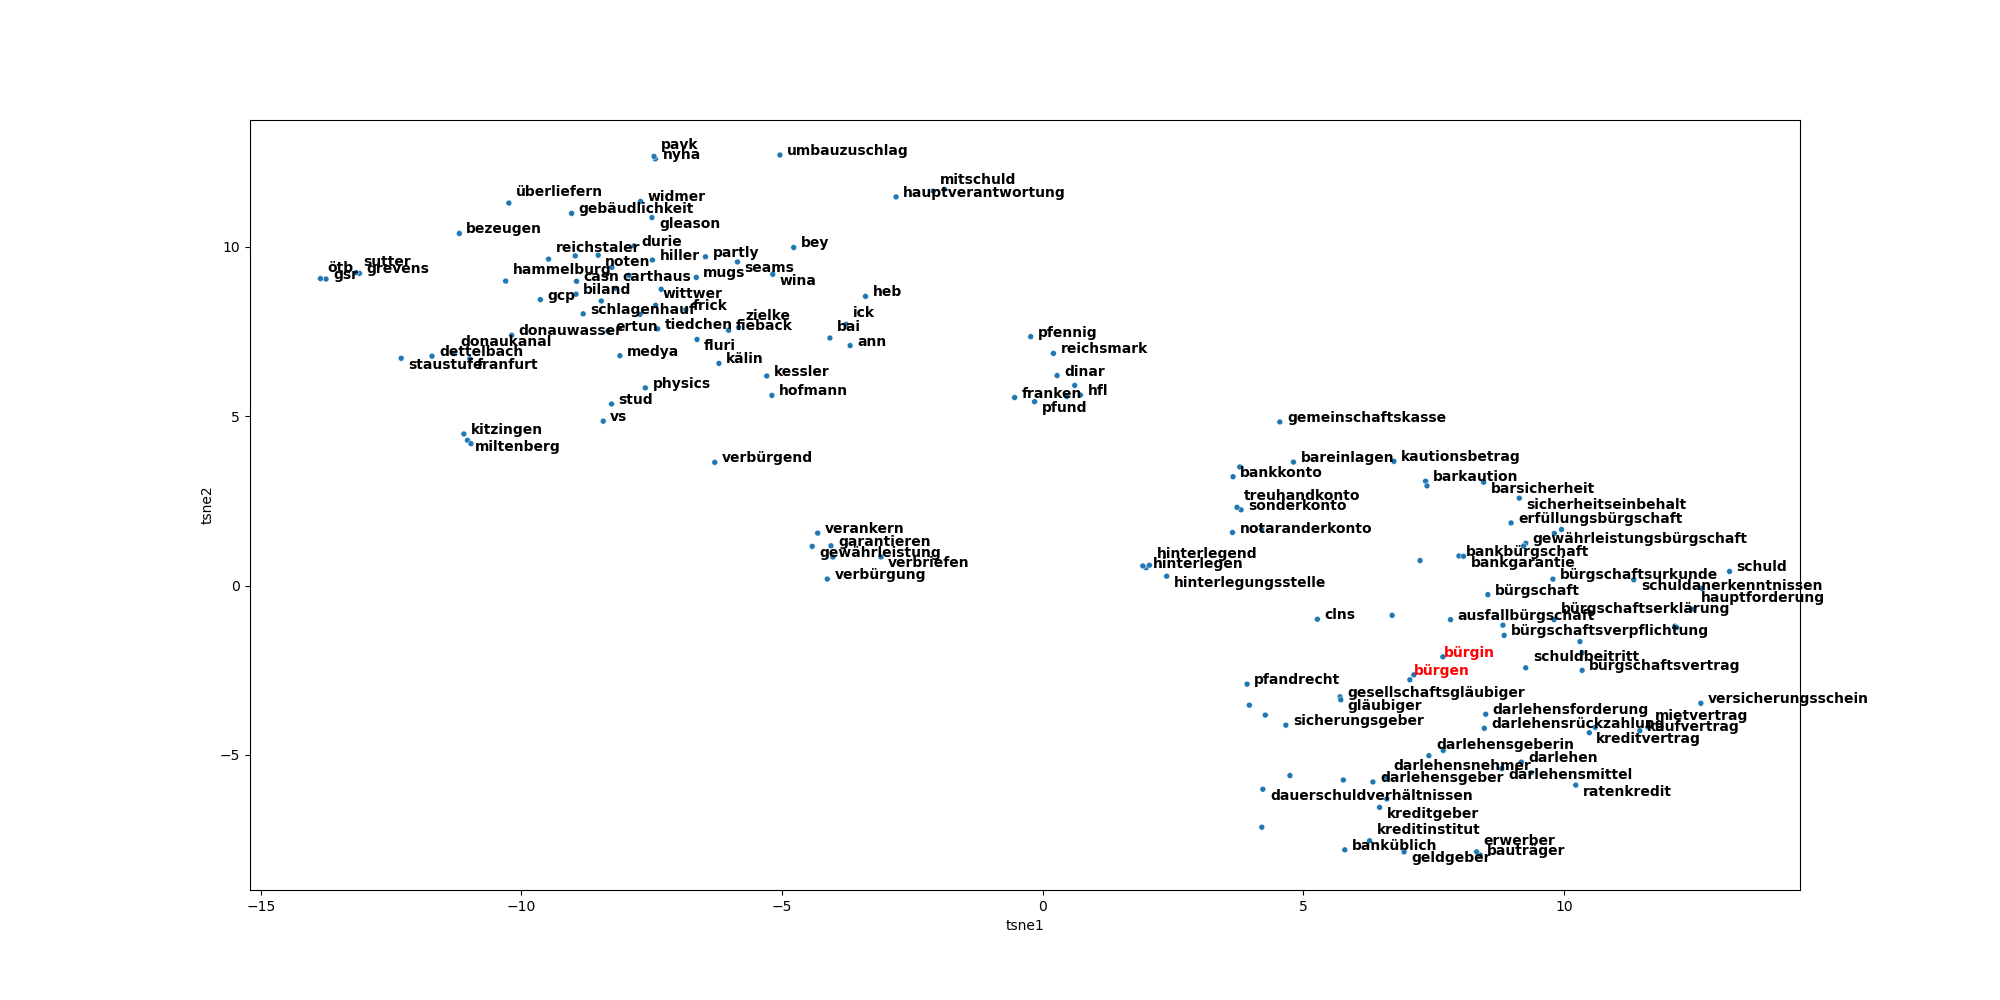 payk
nyha
umbauzuschlag
mitschuld
hauptverantwortung
überliefern
widmer
gebäudlichkeit
gleason
bezeugen
durie
bey
reichstaler
hiller
partly
noten
seams
ötb
sutter
gsr
grevens
hammelburg
cash
carthaus
mugs
wina
gcp
biland
wittwer
heb
schlagenhauf
frick
zielke
ick
donauwasser
ertun
tiedchen
fieback
bai
pfennig
donaukanal
fluri
ann
reichsmark
dettelbach
medya
kälin
staustufe
franfurt
kessler
dinar
physics
hofmann
franken
hfl
stud
pfund
vs
gemeinschaftskasse
kitzingen
miltenberg
verbürgend
bareinlagen
kautionsbetrag
bankkonto
barkaution
barsicherheit
treuhandkonto
sonderkonto
sicherheitseinbehalt
erfüllungsbürgschaft
verankern
notaranderkonto
garantieren
gewährleistungsbürgschaft
gewährleistung
hinterlegend
bankbürgschaft
verbriefen
hinterlegen
bankgarantie
schuld
verbürgung
hinterlegungsstelle
bürgschaftsurkunde
schuldanerkenntnissen
bürgschaft
hauptforderung
clns
ausfallbürgschaft
bürgschaftserklärung
bürgschaftsverpflichtung
bürgin
schuldbeitritt
bürgschaftsvertrag
bürgen
pfandrecht
gesellschaftsgläubiger
gläubiger
versicherungsschein
sicherungsgeber
darlehensforderung
mietvertrag
darlehensrückzahlung
kaufvertrag
kreditvertrag
darlehensgeberin
darlehen
darlehensnehmer
darlehensgeber
darlehensmittel
dauerschuldverhältnissen
ratenkredit
kreditgeber
kreditinstitut
erwerber
banküblich
bauträger
geldgeber
10
5
0
−5
tsne2
−15
−10
−5
0
5
10
tsne1